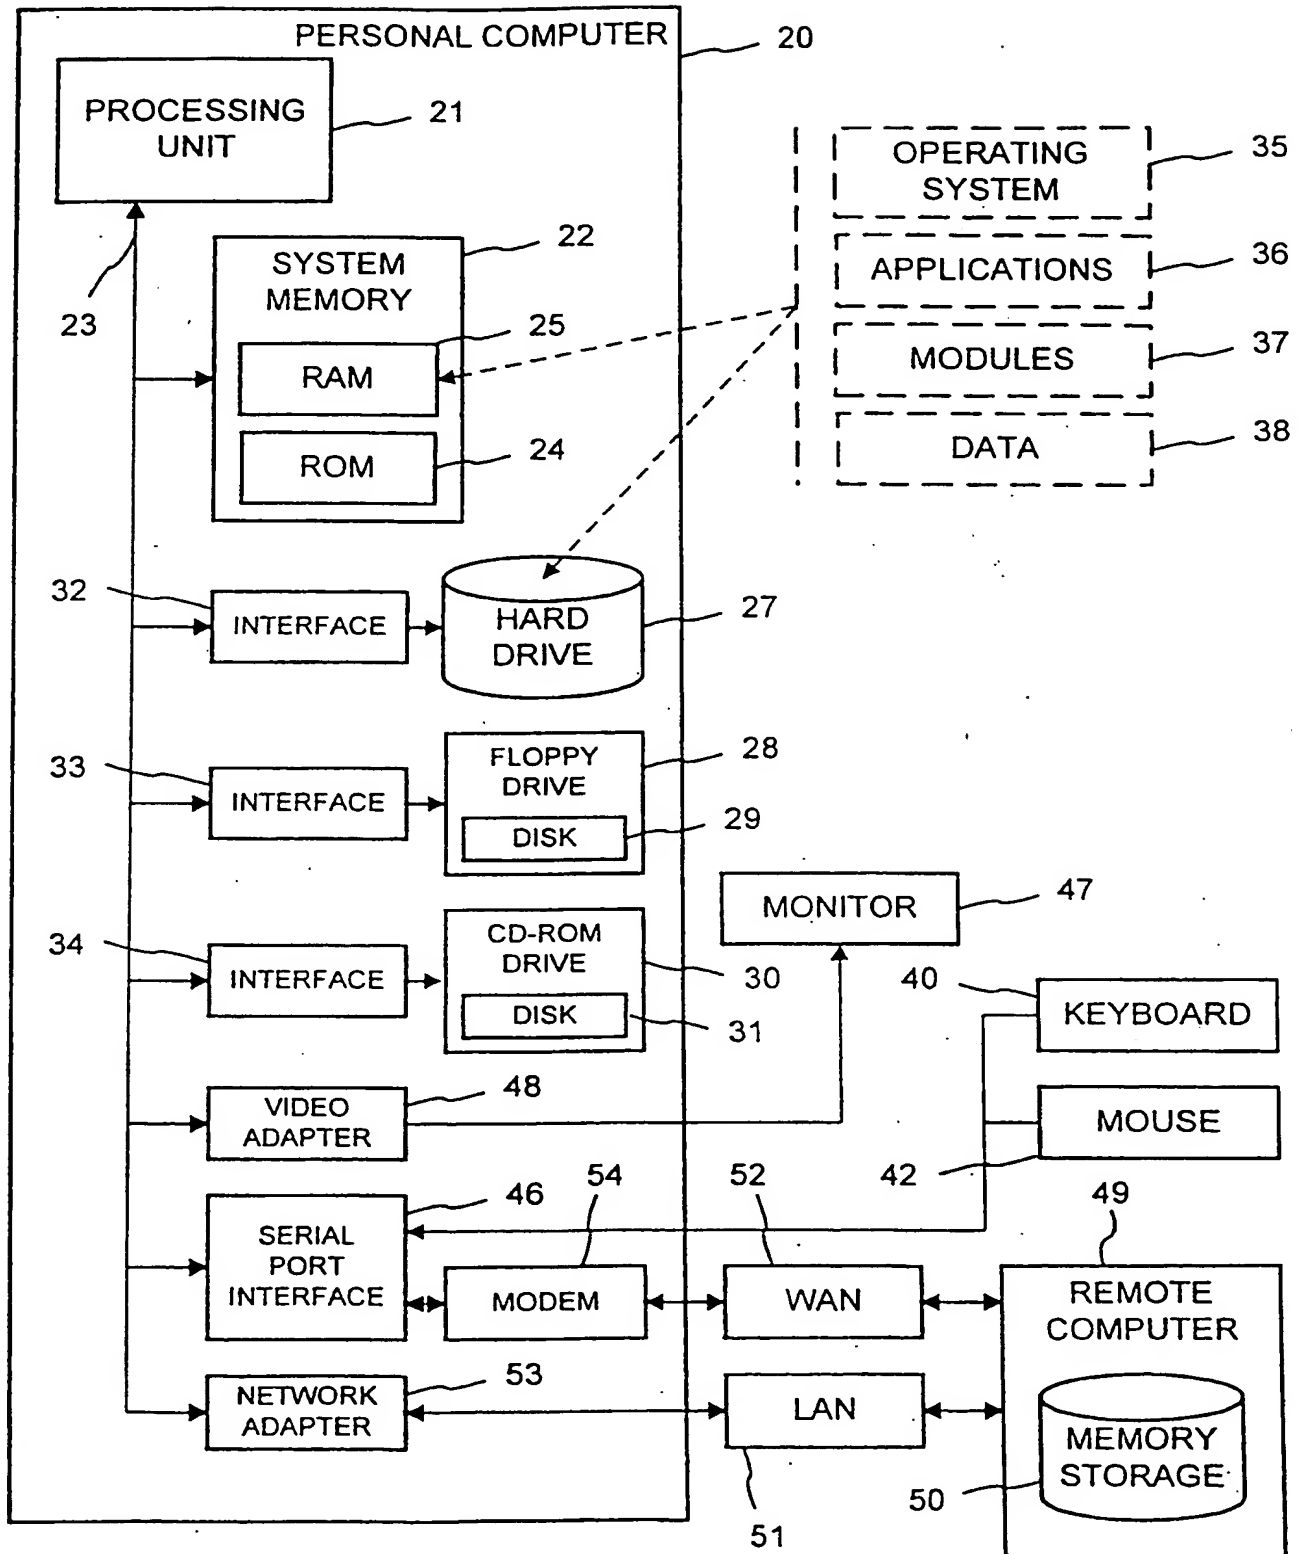 PERSONAL COMPUTER
20
PROCESSING
UNIT
21
OPERATING
SYSTEM
35
22
SYSTEM
MEMORY
APPLICATIONS
36
23
25
RAM
MODULES
37
24
ROM
DATA
38
32
INTERFACE
HARD
DRIVE
27
33
INTERFACE
FLOPPY
DRIVE
28
DISK
29
MONITOR
47
34
INTERFACE
CD-ROM
DRIVE
30
DISK
31
40
KEYBOARD
48
VIDEO
ADAPTER
MOUSE
42
46
54
52
49
SERIAL
PORT
INTERFACE
MODEM
WAN
REMOTE
COMPUTER
53
NETWORK
ADAPTER
LAN
51
MEMORY
STORAGE
50